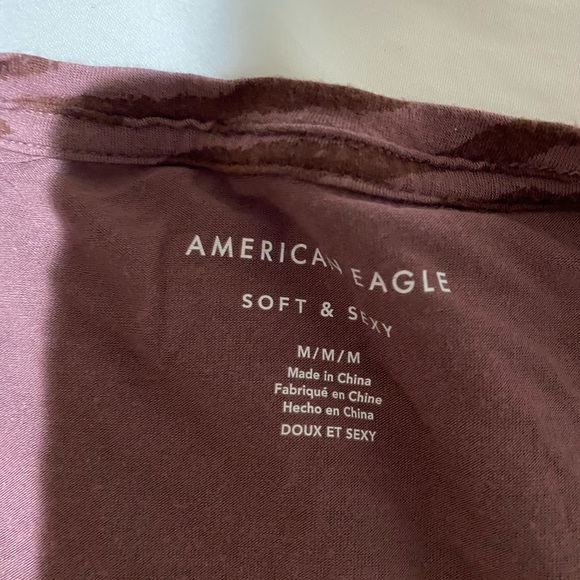 AMERICAN EAGLE
SOFT & SEXY
M/M/M
Made in China
Fabriqué en Chine
Hecho en China
DOUX ET SEXY